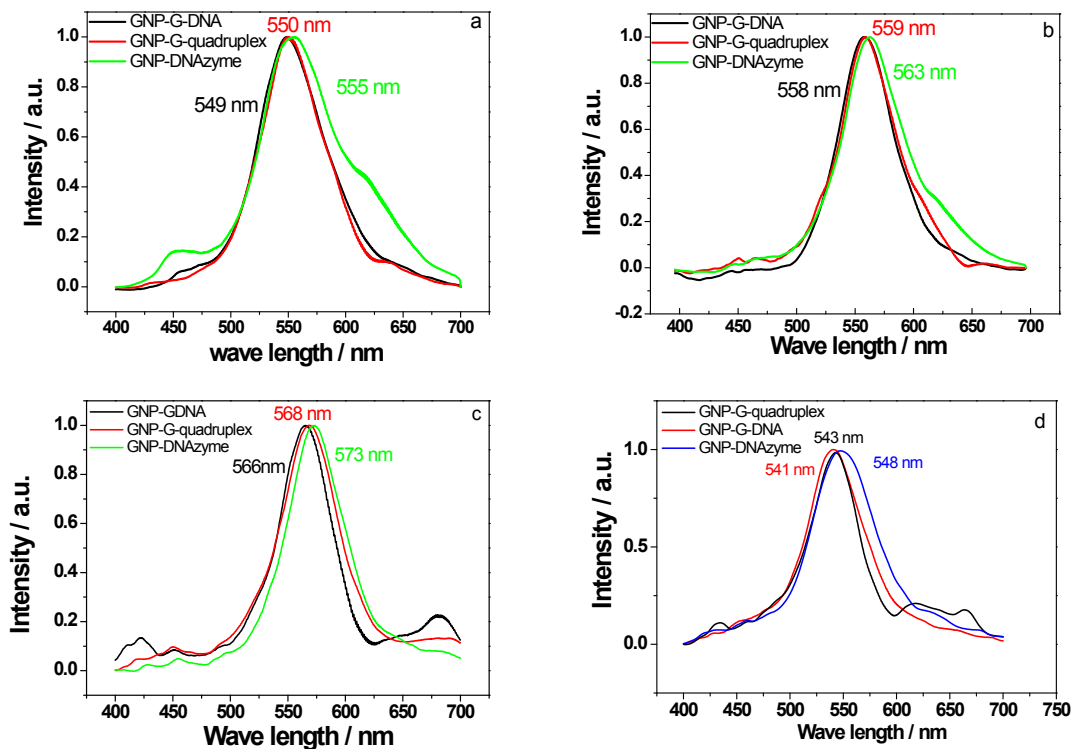 a
GNP-G-DNA
GNP-G-quadruplex
GNP-DNAzyme
550 nm
555 nm
549 nm
Intensity / a.u.
1.0
0.8
0.6
0.4
0.2
0.0
400 450 500 550 600 650 700
wave length / nm
b
GNP-G-DNA
GNP-G-quadruplex
GNP-DNAzyme
559 nm
563 nm
558 nm
Intensity / a.u.
1.0
0.8
0.6
0.4
0.2
0.0
-0.2
400 450 500 550 600 650 700
Wave length / nm
c
GNP-GDNA
GNP-G-quadruplex
GNP-DNAzyme
568 nm
573 nm
566nm
Intensity / a.u.
1.0
0.8
0.6
0.4
0.2
0.0
400 450 500 550 600 650 700
Wave length / nm
d
GNP-G-quadruplex
GNP-G-DNA
GNP-DNAzyme
543 nm
541 nm
548 nm
Intensity / a.u.
1.00
0.75
0.50
0.25
0.00
400 450 500 550 600 650 700 750
Wave length / nm